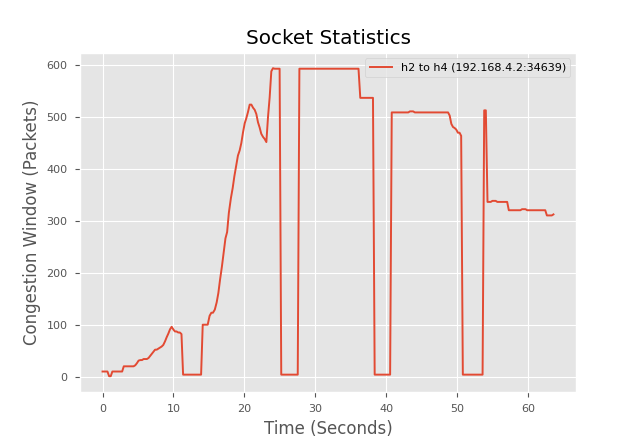 Socket Statistics
h2 to h4 (192.168.4.2:34639)
Congestion Window (Packets)
600
500
400
300
200
100
0
0 10 20 30 40 50 60
Time (Seconds)